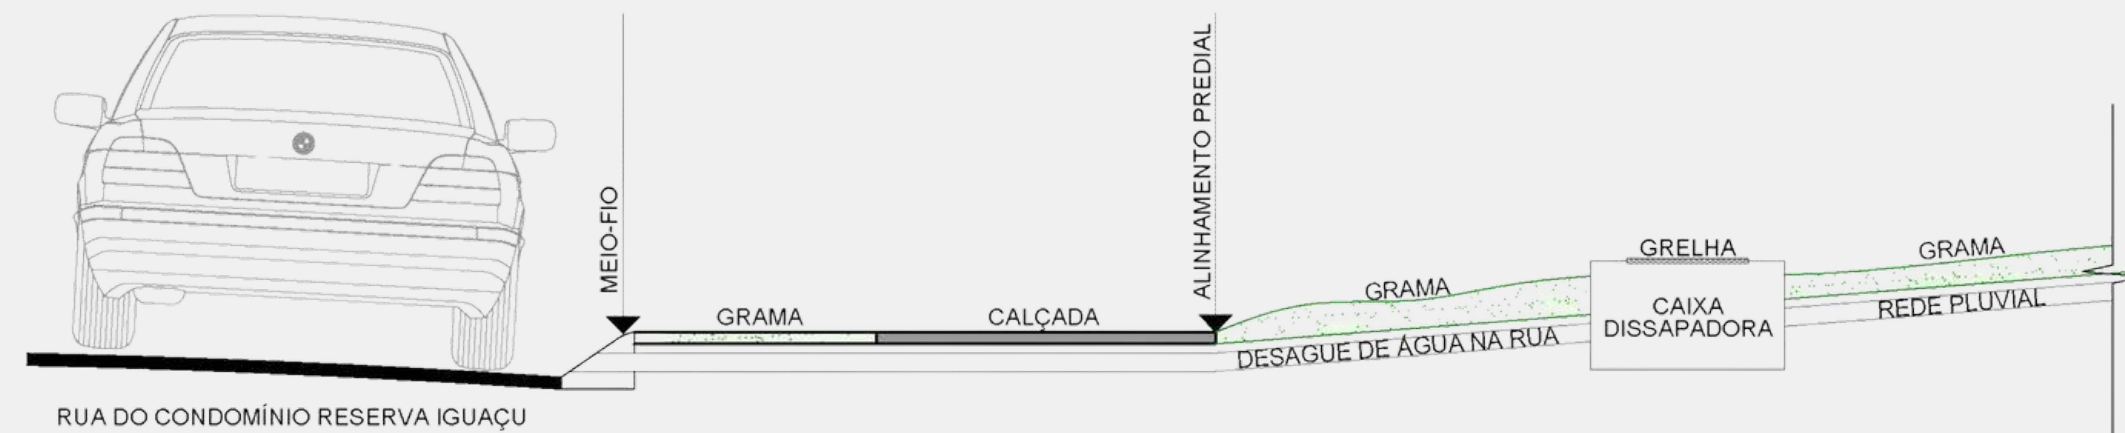 MEIO-FIO
ALINHAMENTO PREDIAL
GRAMA
CALÇADA
GRAMA
DESAGUE DE ÁGUA NA RUA
GRELHA
CAIXA
DISSAPADORA
GRAMA
REDE PLUVIAL
RUA DO CONDOMÍNIO RESERVA IGUAÇU